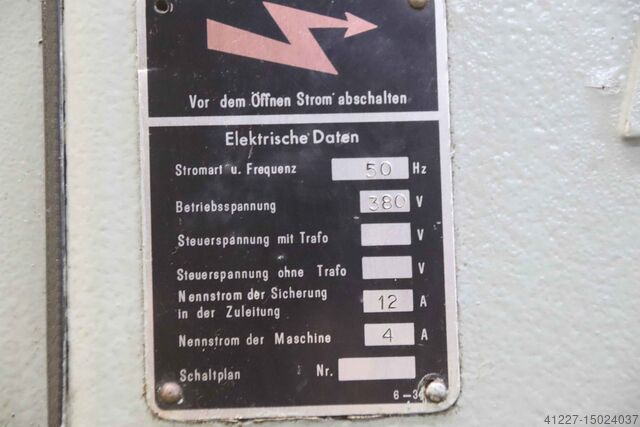 Vor dem Öffnen Strom abschalten
Elektrische Daten
Stromart u. Frequenz 50 Hz
Betriebsspannung 380 V
Steuerspannung mit Trafo V
Steuerspannung ohne Trafo V
Nennstrom der Sicherung
in der Zuleitung 12 A
Nennstrom der Maschine 4 A
Schaltplan Nr.
41227-15024037